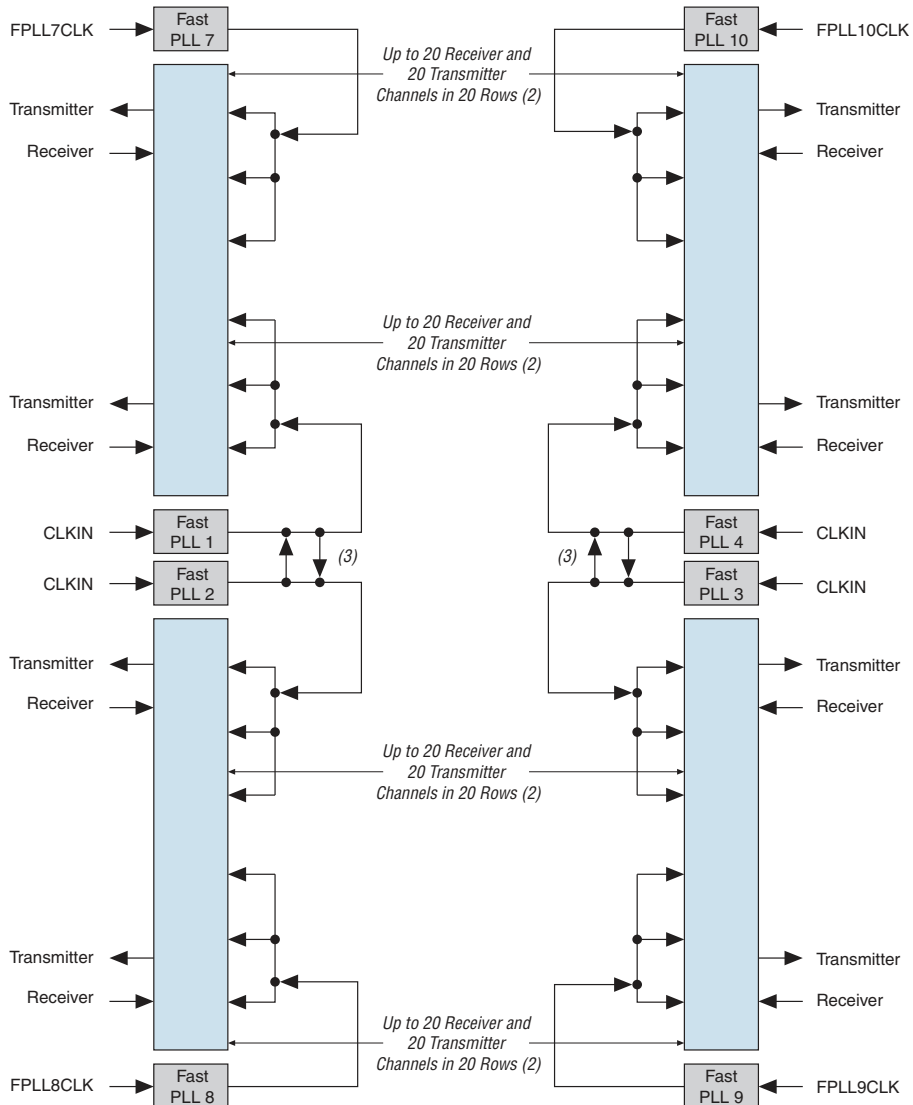 FPLL7CLK
Fast
PLL 7
Up to 20 Receiver and
20 Transmitter
Channels in 20 Rows (2)
Fast
PLL 10
FPLL10CLK
Transmitter
Receiver
Transmitter
Receiver
Up to 20 Receiver and
20 Transmitter
Channels in 20 Rows (2)
Transmitter
Receiver
Transmitter
Receiver
CLKIN
Fast
PLL 1
(3)
(3)
Fast
PLL 4
CLKIN
CLKIN
Fast
PLL 2
Fast
PLL 3
CLKIN
Transmitter
Receiver
Transmitter
Receiver
Up to 20 Receiver and
20 Transmitter
Channels in 20 Rows (2)
Transmitter
Receiver
Transmitter
Receiver
Up to 20 Receiver and
20 Transmitter
Channels in 20 Rows (2)
FPLL8CLK
Fast
PLL 8
Fast
PLL 9
FPLL9CLK